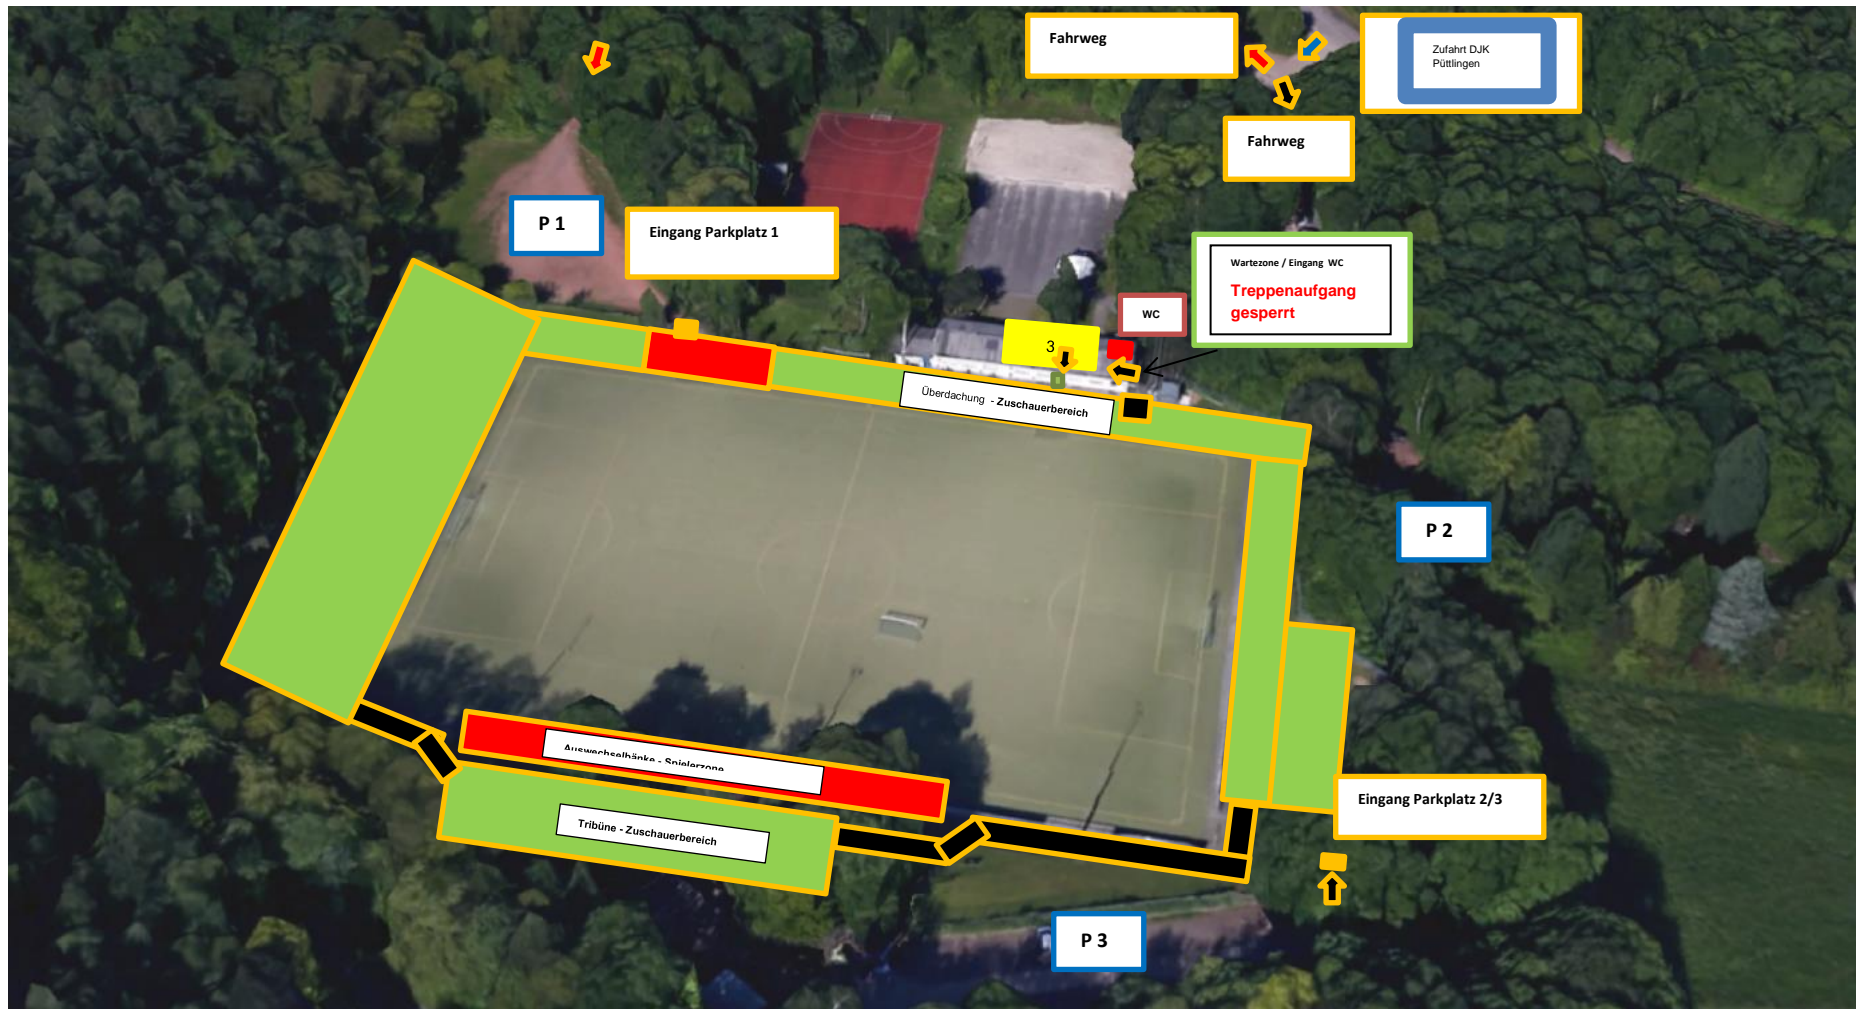 Fahrweg
Zufahrt DJK
Püttlingen
Fahrweg
P 1
Eingang Parkplatz 1
Wartezone / Eingang WC
Treppenaufgang
gesperrt
WC
3
Überdachung - Zuschauerbereich
P 2
Auswechselbänke - Spielerzone
Tribüne - Zuschauerbereich
Eingang Parkplatz 2/3
P 3